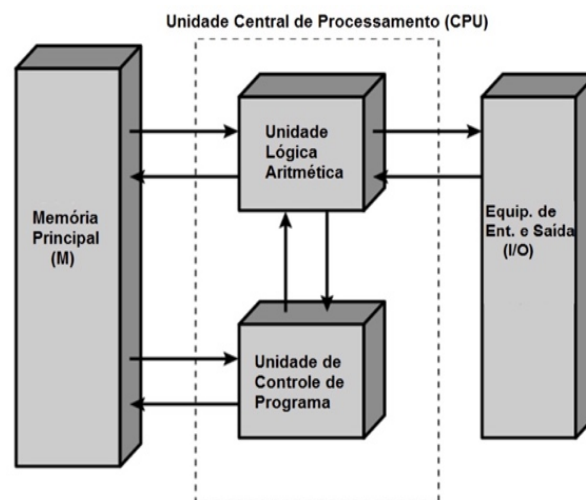 Unidade Central de Processamento (CPU)
Memória
Principal
(M)
Unidade
Lógica
Aritmética
Equip. de
Ent. e Saída
(I/O)
Unidade de
Controle de
Programa